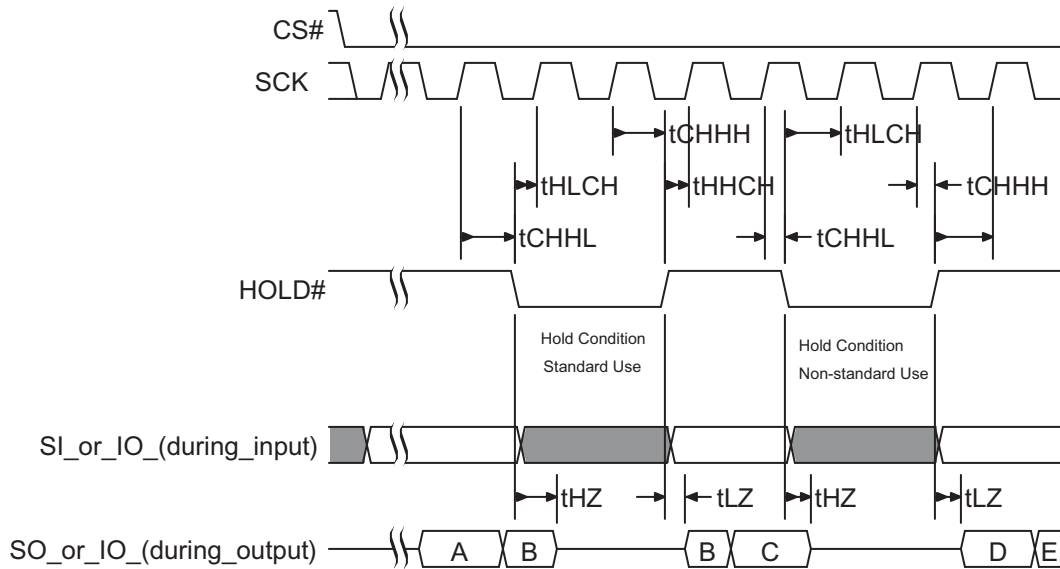 CS#
SCK
tCHHH
tHLCH
tHLCH
tHHCH
tCHHH
tCHHL
tCHHL
HOLD#
Hold Condition
Standard Use
Hold Condition
Non-standard Use
SI_or_IO_(during_input)
tHZ
tLZ
tHZ
tLZ
SO_or_IO_(during_output)
A
B
B
C
D
E